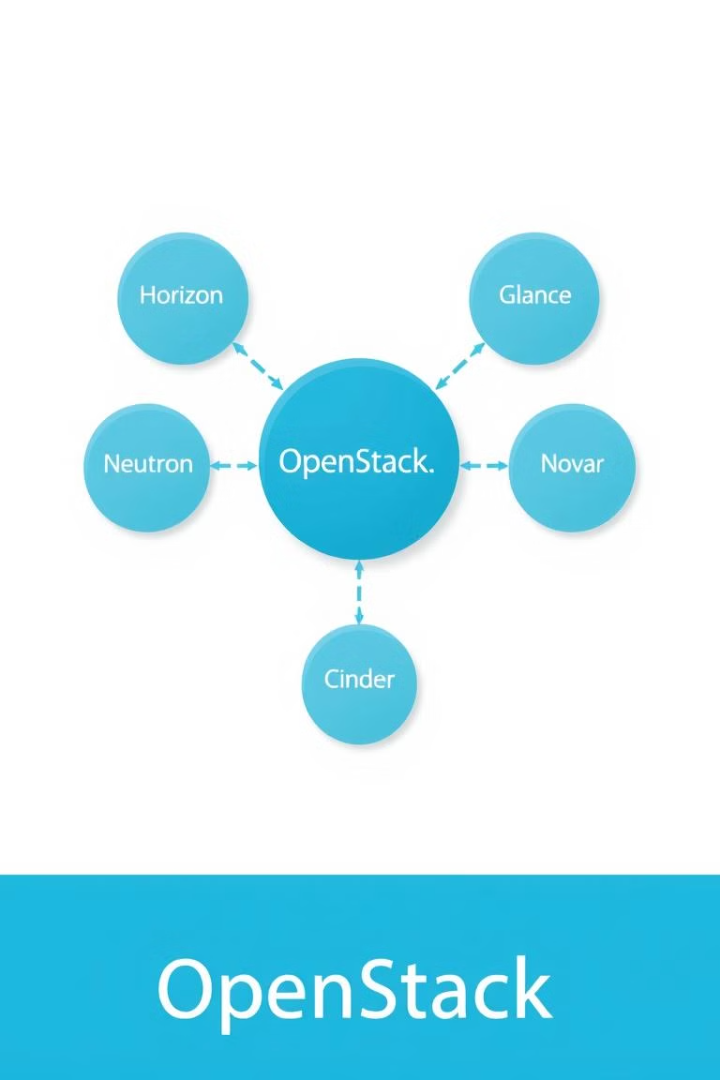 Horizon
Glance
Neutron
OpenStack.
Novar
Cinder
OpenStack